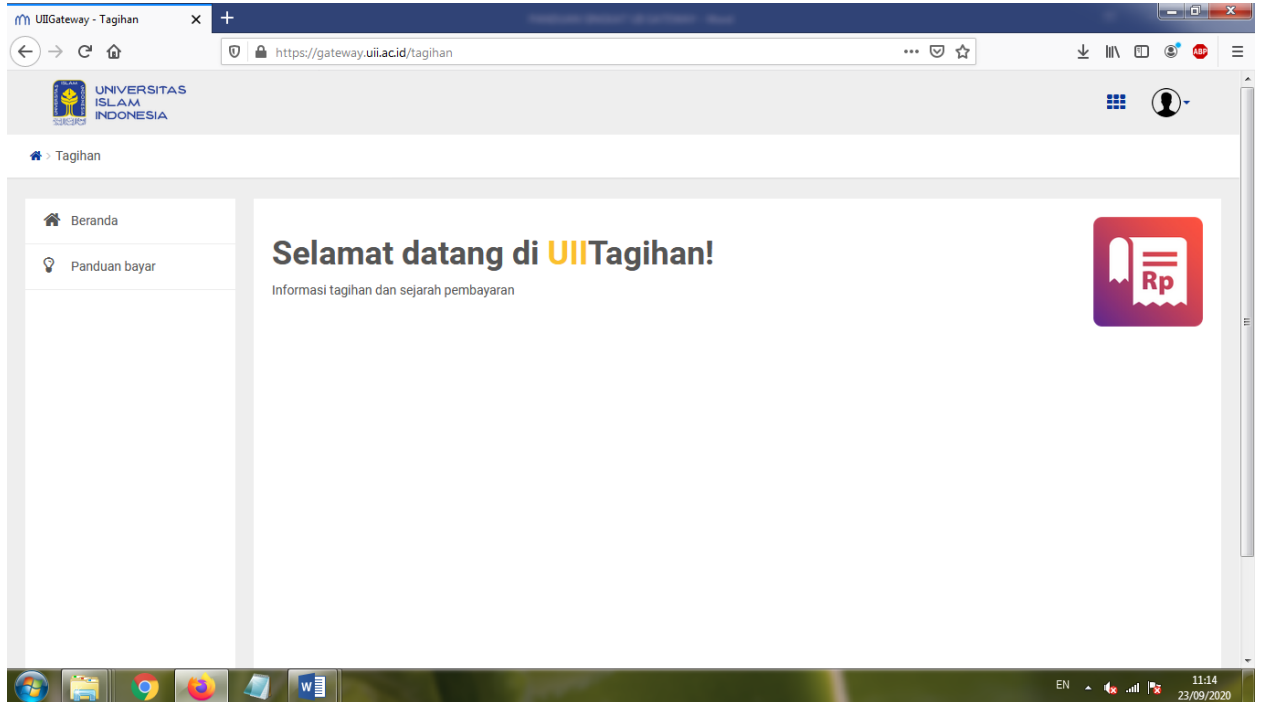 UIIGateway - Tagihan
https://gateway.uii.ac.id/tagihan
ABP
UNIVERSITAS
ISLAM
INDONESIA
> Tagihan
Beranda
Panduan bayar
Selamat datang di UIITagihan!
Informasi tagihan dan sejarah pembayaran
Rp
EN
11:14
23/09/2020